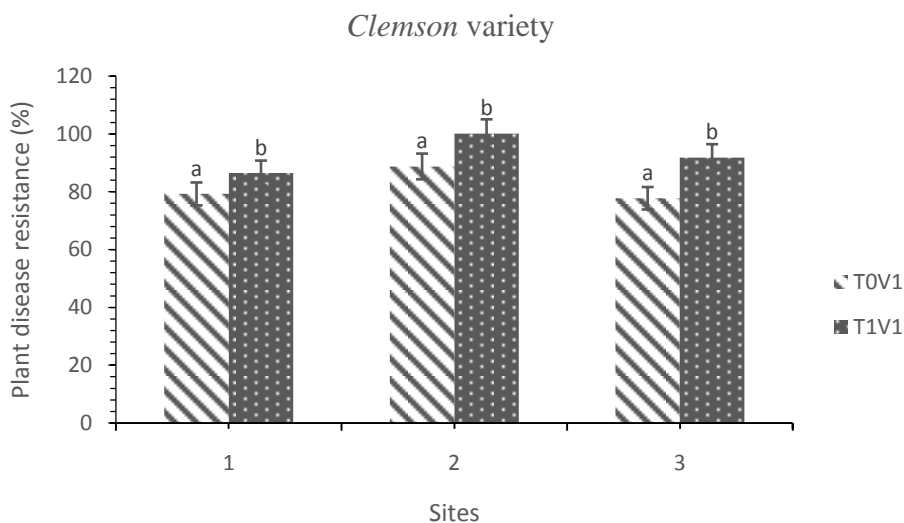 Clemson variety
Plant disease resistance (%)
120
100
80
60
40
20
0
a
b
a
b
a
b
1
2
3
Sites
T0V1
T1V1